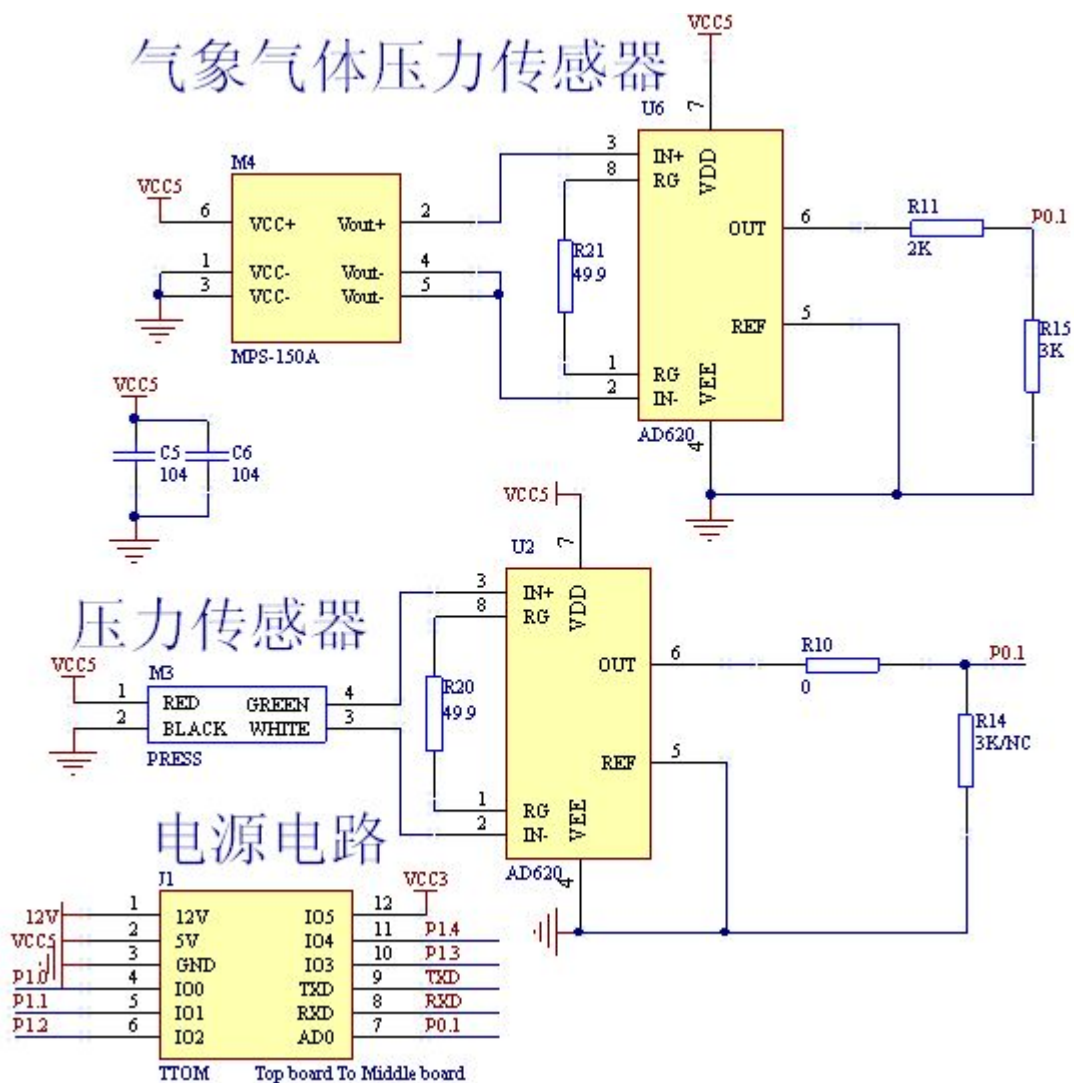 VCC5
气象气体压力传感器
U6
7
M4
3 IN+
8 RG
VDD
VCC5
6 VCC+ Vout+ 2
OUT 6
R11
2K
P0.1
1 VCC- Vout- 4
3 VCC- Vout- 5
R21
49.9
REF 5
R15
3K
MPS-150A
1 RG
2 IN-
VEE
AD620
4
VCC5
C5
104
C6
104
VCC5
7
U2
3 IN+
8 RG
VDD
压力传感器
VCC5
M3
1 RED GREEN 4
2 BLACK WHITE 3
PRESS
R20
49.9
OUT 6
R10
0
P0.1
R14
3K/NC
REF 5
1 RG
2 IN-
VEE
AD620
4
电源电路
J1
VCC3
12V 1 12V IO5 12
VCC5 2 5V IO4 11 P1.4
3 GND IO3 10 P1.3
P1.0 4 IO0 TXD 9 TXD
P1.1 5 IO1 RXD 8 RXD
P1.2 6 IO2 AD0 7 P0.1
TTOM Top board To Middle board